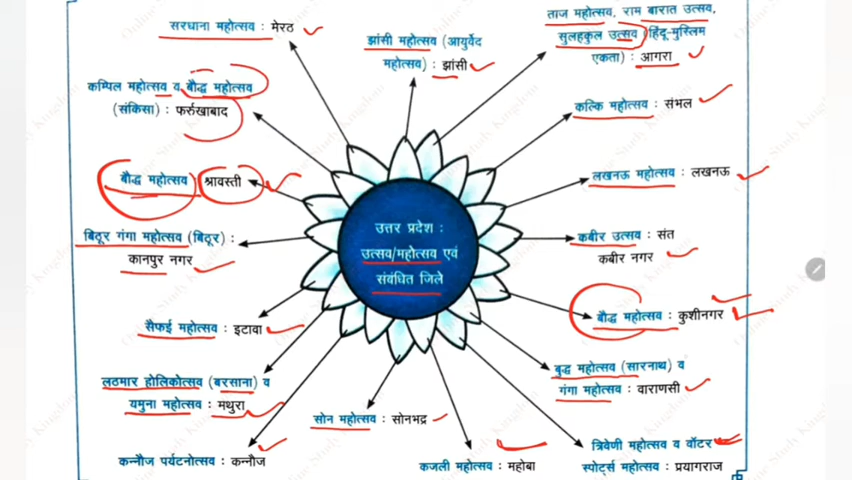 सरधाना महोत्सव : मेरठ
झांसी महोत्सव (आयुर्वेद
महोत्सव) : झांसी
ताज महोत्सव, राम बारात उत्सव,
सुलहकुल उत्सव (हिंदू-मुस्लिम
एकता) : आगरा
कम्पिल महोत्सव व बौद्ध महोत्सव
(संकिसा) : फर्रुखाबाद
कल्कि महोत्सव : संभल
बौद्ध महोत्सव : श्रावस्ती
लखनऊ महोत्सव : लखनऊ
बिठूर गंगा महोत्सव (बिठूर) :
कानपुर नगर
उत्तर प्रदेश :
उत्सव/महोत्सव एवं
संबंधित जिले
कबीर उत्सव : संत
कबीर नगर
सैफई महोत्सव : इटावा
बौद्ध महोत्सव : कुशीनगर
लठमार होलिकोत्सव (बरसाना) व
यमुना महोत्सव : मथुरा
बुद्ध महोत्सव (सारनाथ) व
गंगा महोत्सव : वाराणसी
सोन महोत्सव : सोनभद्र
कन्नौज पर्यटनोत्सव : कन्नौज
कजली महोत्सव : महोबा
त्रिवेणी महोत्सव व वॉटर
स्पोर्ट्स महोत्सव : प्रयागराज